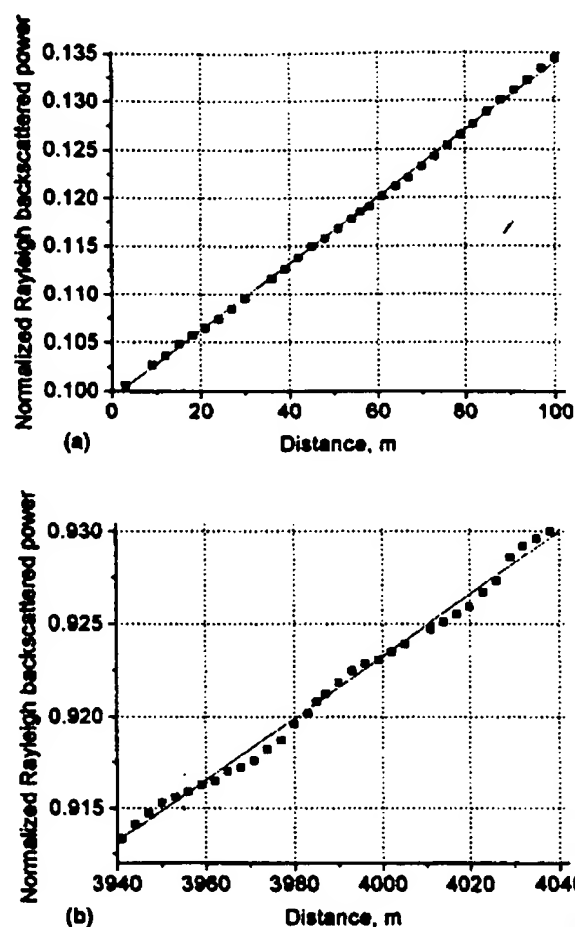 Normalized Rayleigh backscattered power
0.135
0.130
0.125
0.120
0.115
0.110
0.105
0.100
0 20 40 60 80 100
(a) Distance, m
Normalized Rayleigh backscattered power
0.930
0.925
0.920
0.915
3940 3960 3980 4000 4020 4040
(b) Distance, m